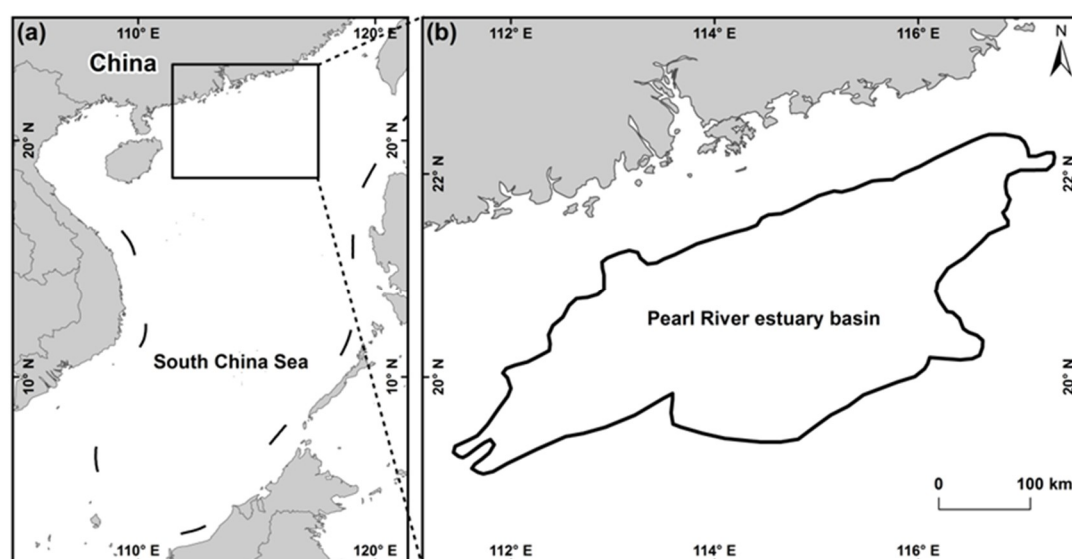 (a)
110° E
120° E
China
20° N
20° N
South China Sea
10° N
10° N
110° E
120° E
(b)
112° E
114° E
116° E
N
22° N
22° N
Pearl River estuary basin
20° N
20° N
0
100 km
112° E
114° E
116° E